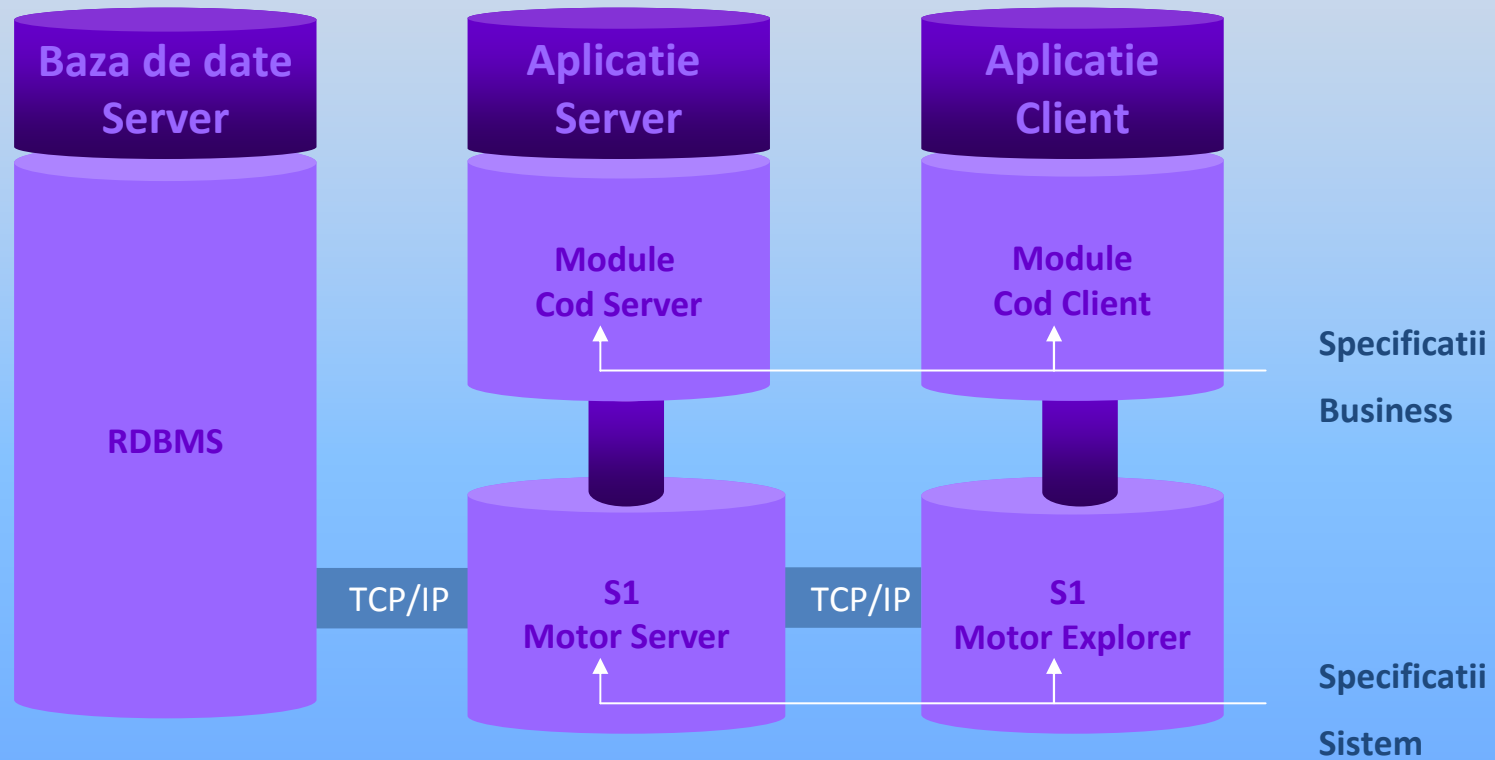 Baza de date
Server
Aplicatie
Server
Aplicatie
Client
Module
Cod Server
Module
Cod Client
Specificatii
Business
RDBMS
TCP/IP
S1
Motor Server
TCP/IP
S1
Motor Explorer
Specificatii
Sistem